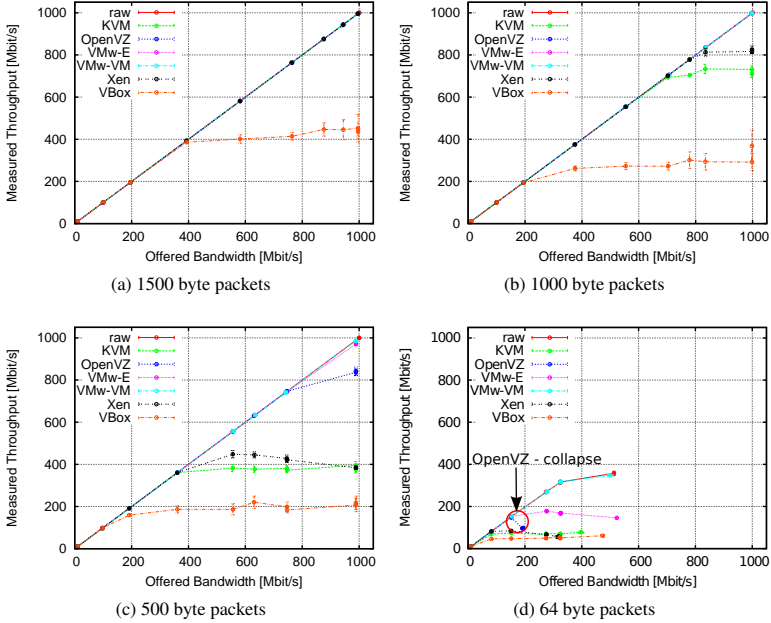 raw
KVM
OpenVZ
VMw-E
VMw-VM
Xen
VBox
Measured Throughput [Mbit/s]
1000
800
600
400
200
0
0 200 400 600 800 1000
Offered Bandwidth [Mbit/s]
(a) 1500 byte packets
raw
KVM
OpenVZ
VMw-E
VMw-VM
Xen
VBox
Measured Throughput [Mbit/s]
1000
800
600
400
200
0
0 200 400 600 800 1000
Offered Bandwidth [Mbit/s]
(b) 1000 byte packets
raw
KVM
OpenVZ
VMw-E
VMw-VM
Xen
VBox
Measured Throughput [Mbit/s]
1000
800
600
400
200
0
0 200 400 600 800 1000
Offered Bandwidth [Mbit/s]
(c) 500 byte packets
raw
KVM
OpenVZ
VMw-E
VMw-VM
Xen
VBox
OpenVZ - collapse
Measured Throughput [Mbit/s]
1000
800
600
400
200
0
0 200 400 600 800 1000
Offered Bandwidth [Mbit/s]
(d) 64 byte packets